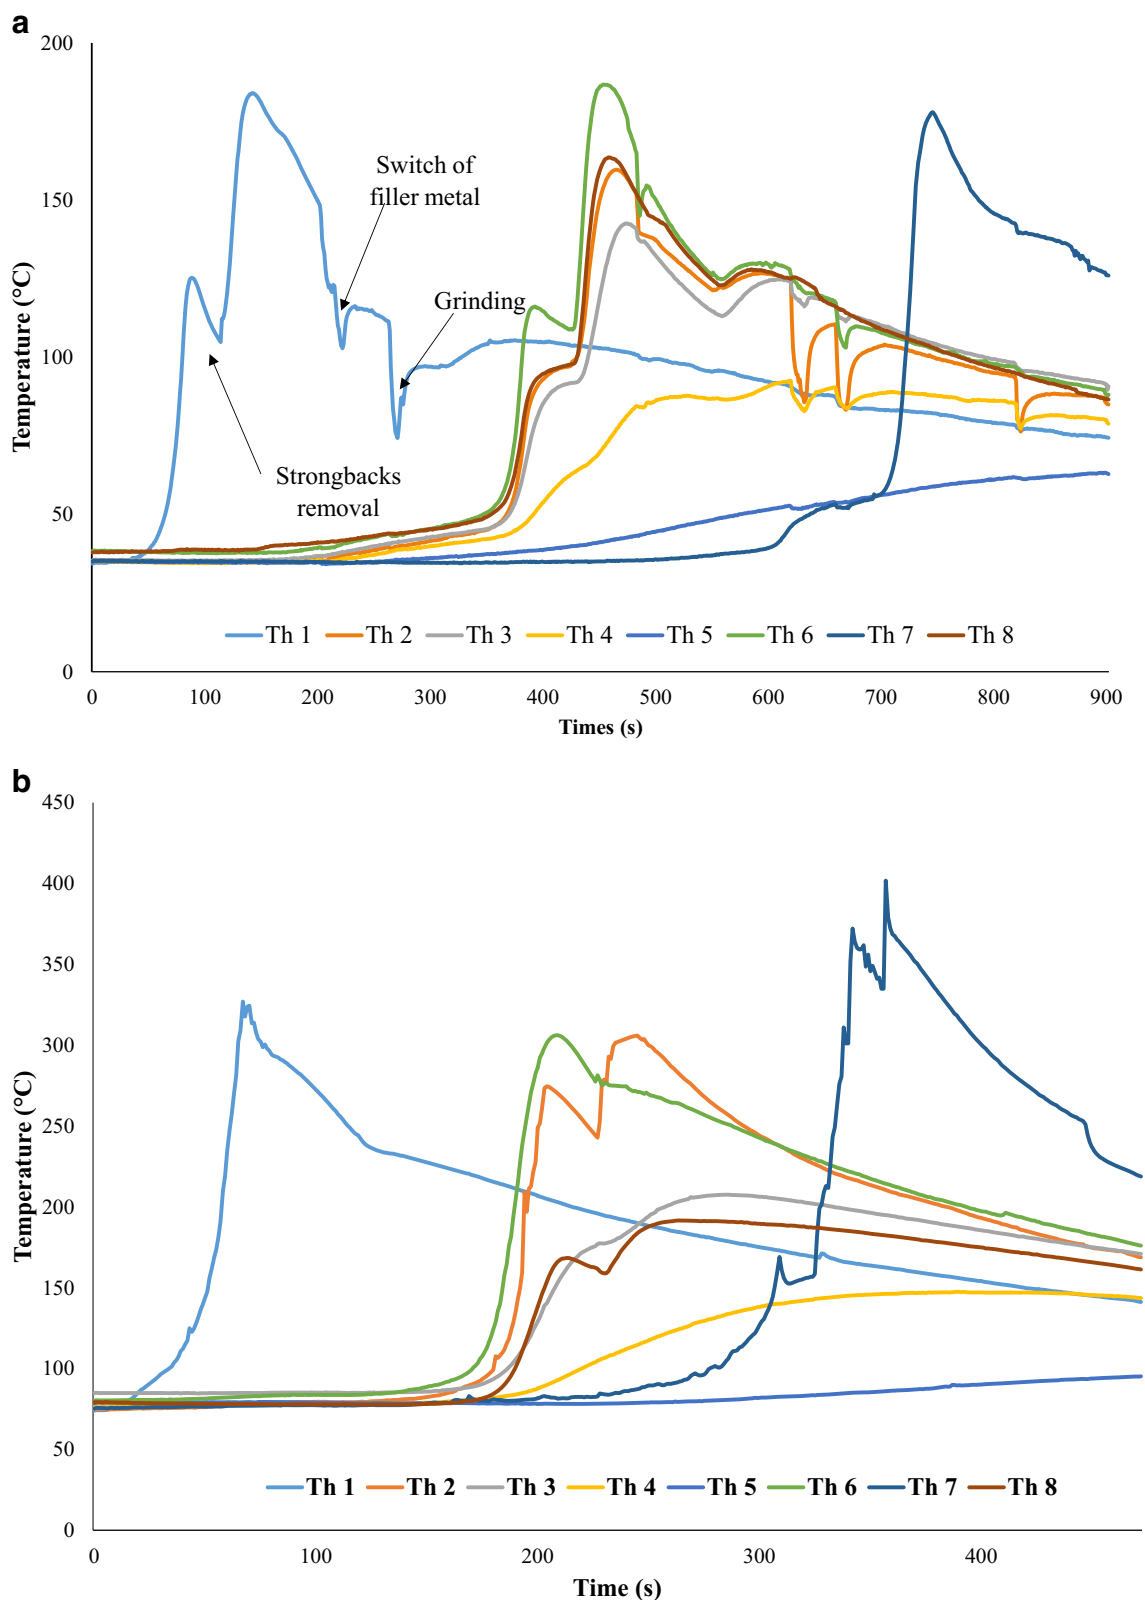 a
200
150
100
50
0
Temperature (°C)
Switch of
filler metal
Grinding
Strongbacks
removal
Th 1 Th 2 Th 3 Th 4 Th 5 Th 6 Th 7 Th 8
0 100 200 300 400 500 600 700 800 900
Times (s)
b
450
400
350
300
250
200
150
100
50
0
Temperature (°C)
Th 1 Th 2 Th 3 Th 4 Th 5 Th 6 Th 7 Th 8
0 100 200 300 400
Time (s)